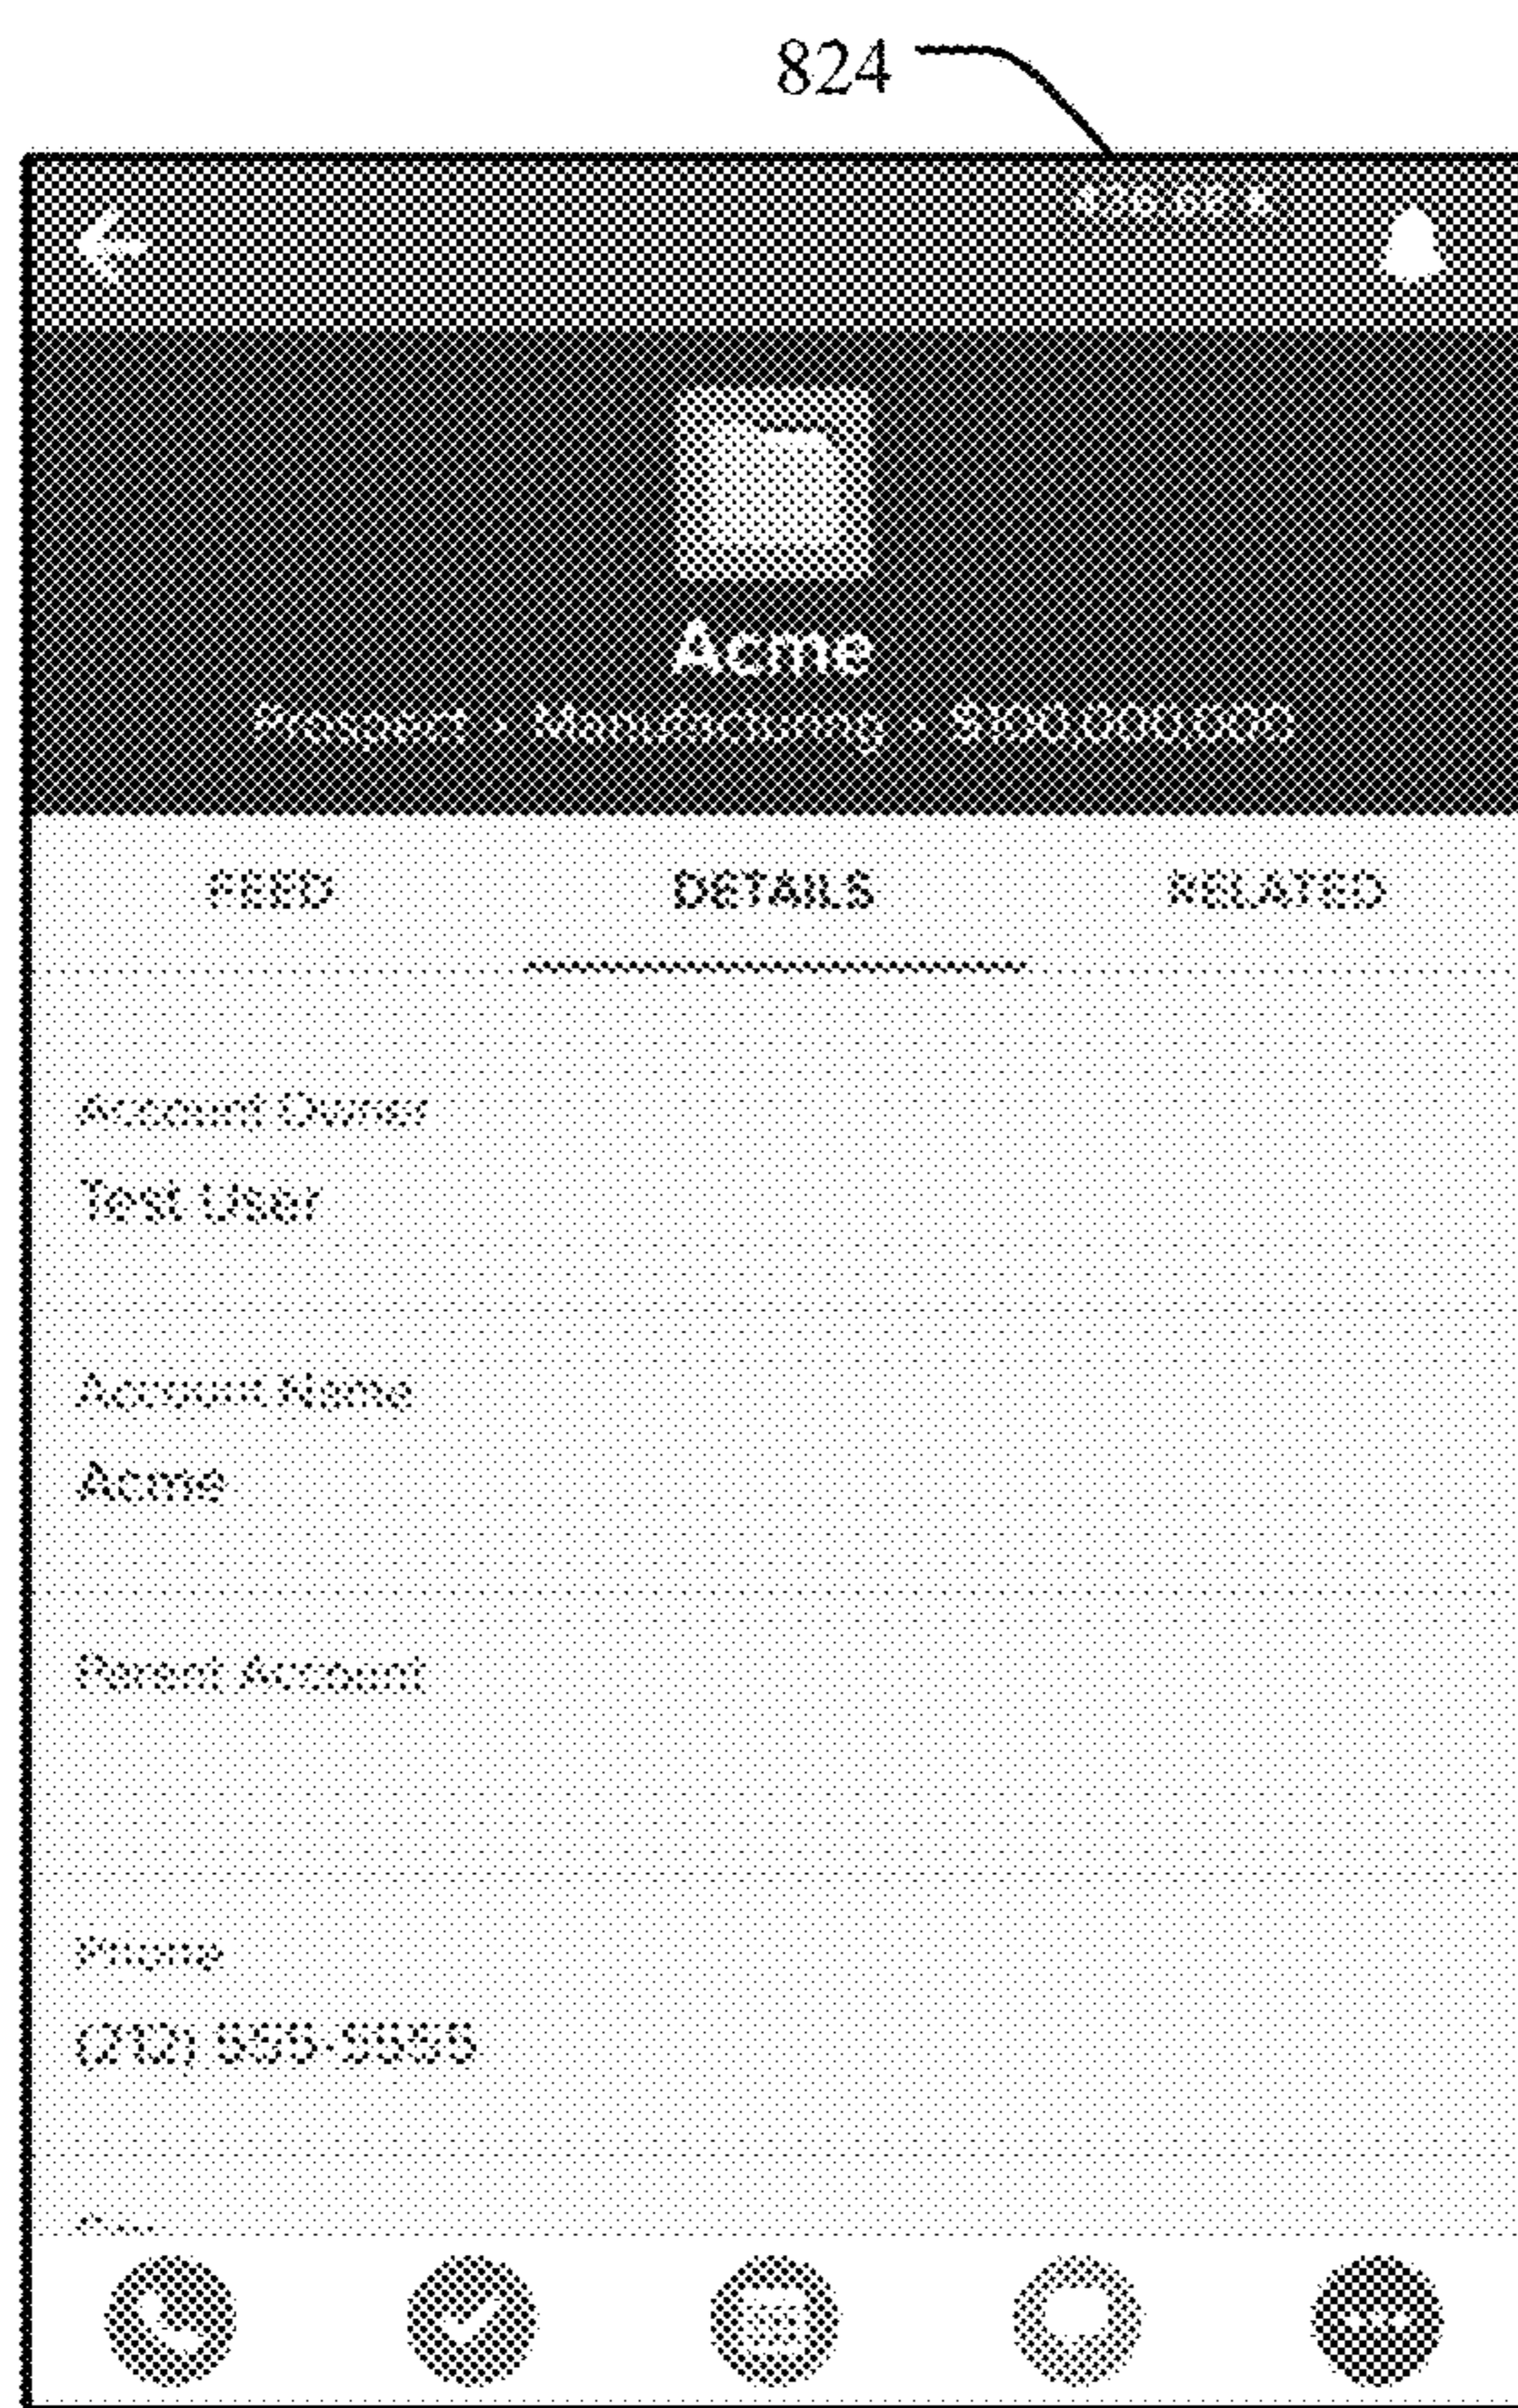 824
Acme
Prospect · Manufacturing · $100,000,000
FEED DETAILS RELATED
Account Owner
Test User
Account Name
Acme
Parent Account
Phone
(212) 555-5555